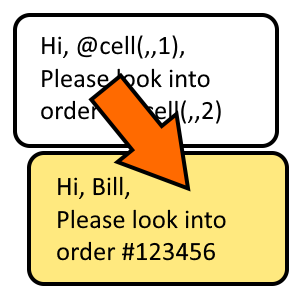 Hi, @cell(,,1),
Please look into
order cell(,,2)
Hi, Bill,
Please look into
order #123456